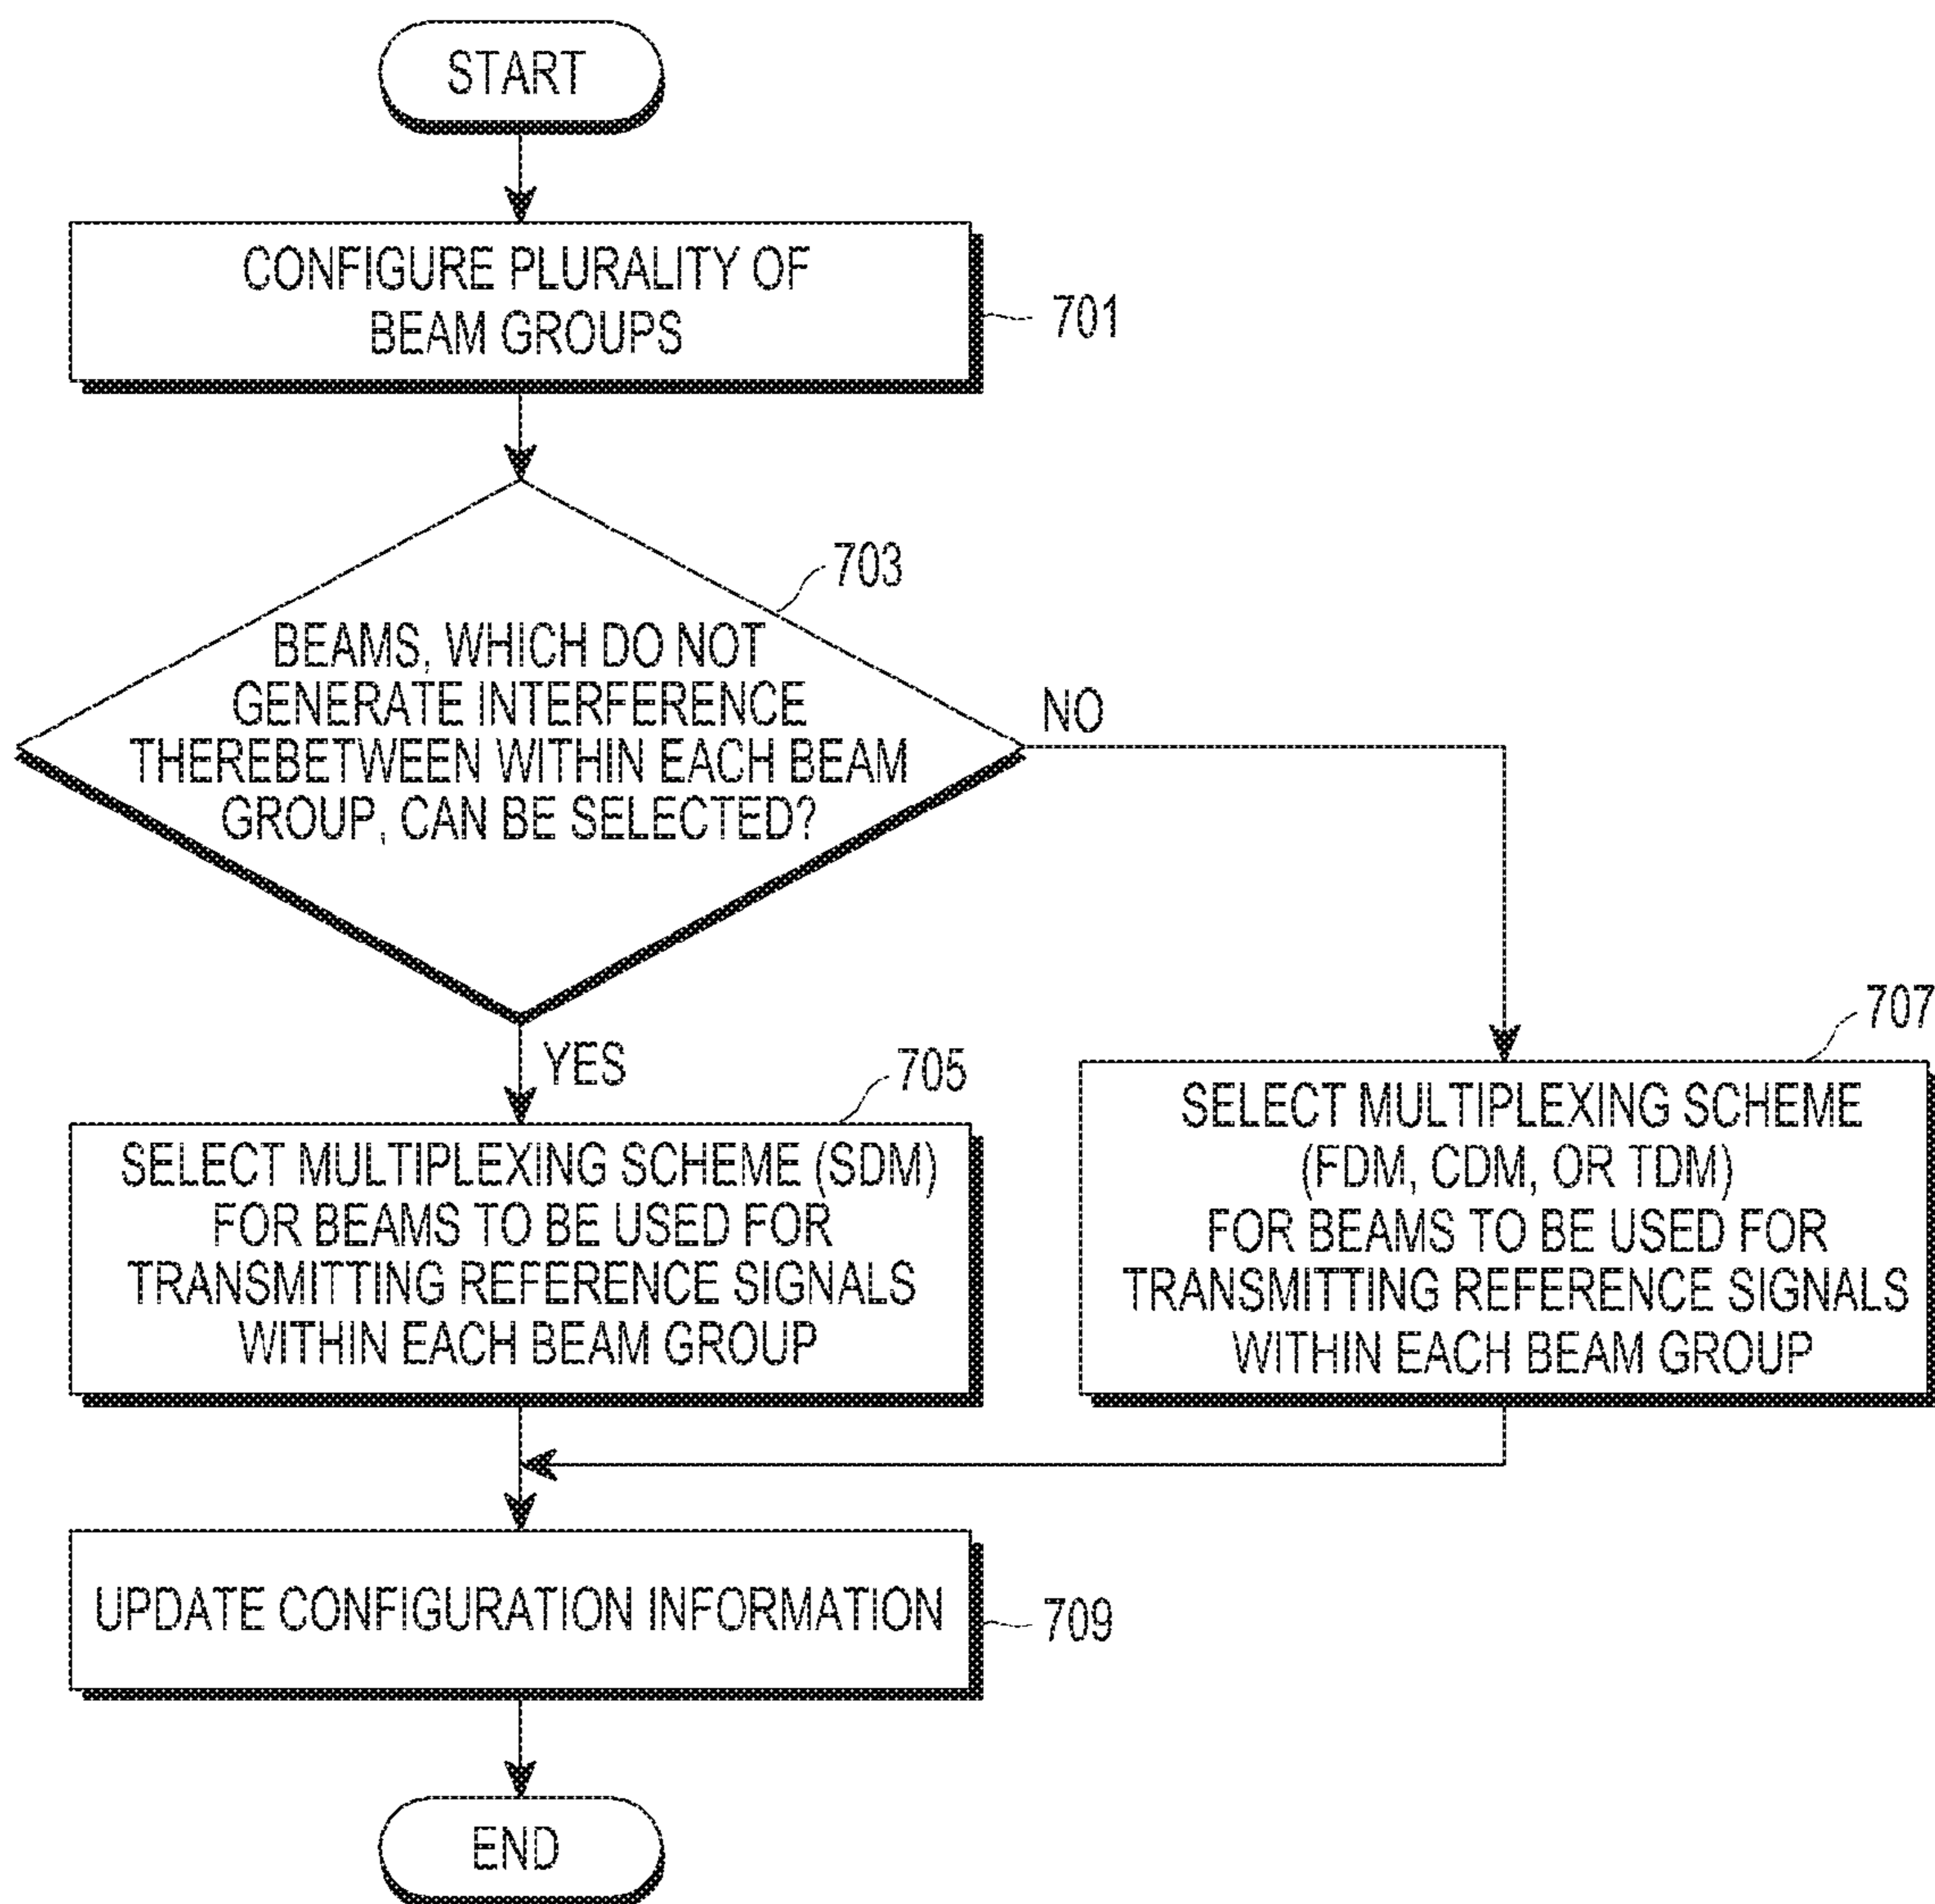 START
CONFIGURE PLURALITY OF
BEAM GROUPS
701
703
BEAMS, WHICH DO NOT
GENERATE INTERFERENCE
THEREBETWEEN WITHIN EACH BEAM
GROUP, CAN BE SELECTED?
NO
YES
705
SELECT MULTIPLEXING SCHEME (SDM)
FOR BEAMS TO BE USED FOR
TRANSMITTING REFERENCE SIGNALS
WITHIN EACH BEAM GROUP
707
SELECT MULTIPLEXING SCHEME
(FDM, CDM, OR TDM)
FOR BEAMS TO BE USED FOR
TRANSMITTING REFERENCE SIGNALS
WITHIN EACH BEAM GROUP
UPDATE CONFIGURATION INFORMATION
709
END